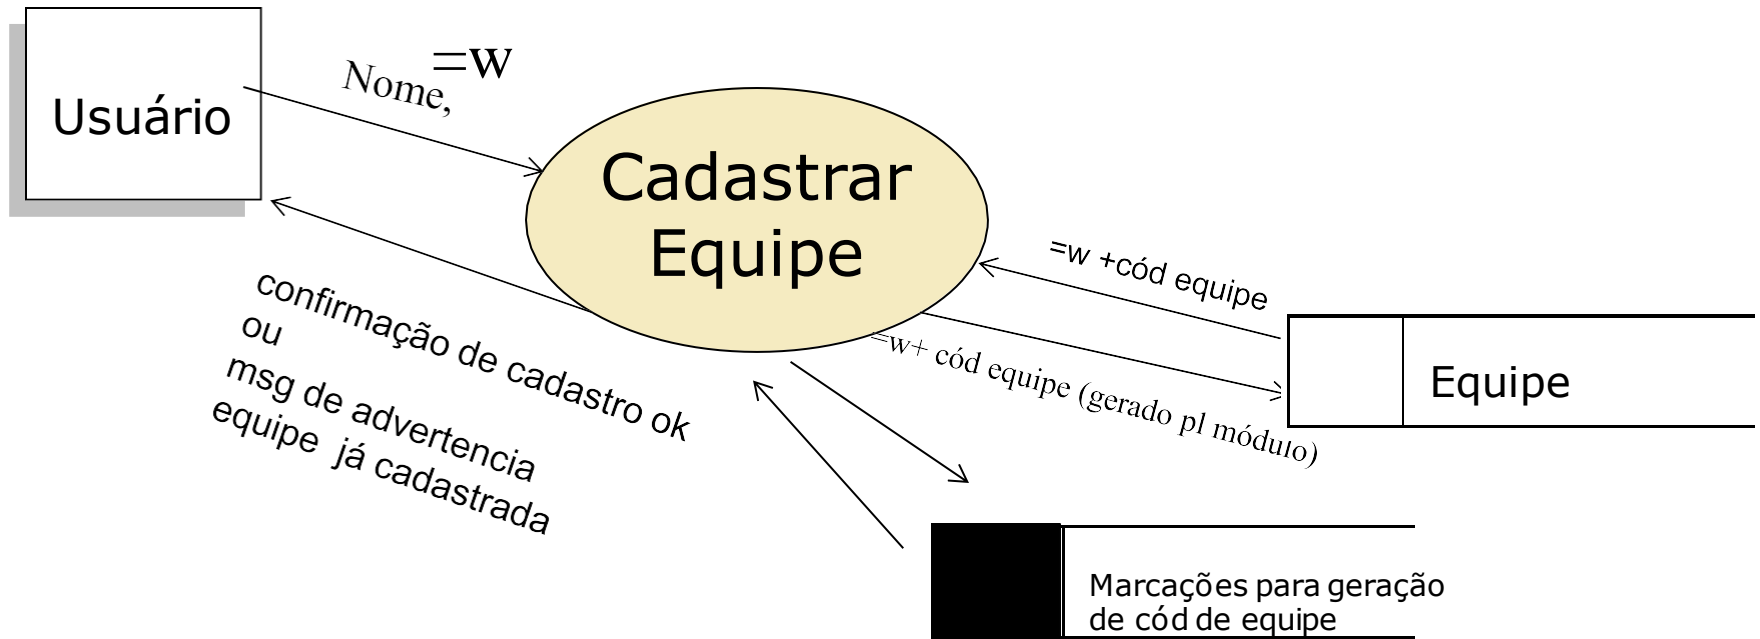 =w
Nome,
Usuário
Cadastrar
Equipe
=w +cód equipe
confirmação de cadastro ok
ou
msg de advertencia
equipe já cadastrada
=w+ cód equipe (gerado pl módulo)
Equipe
Marcações para geração
de cód de equipe